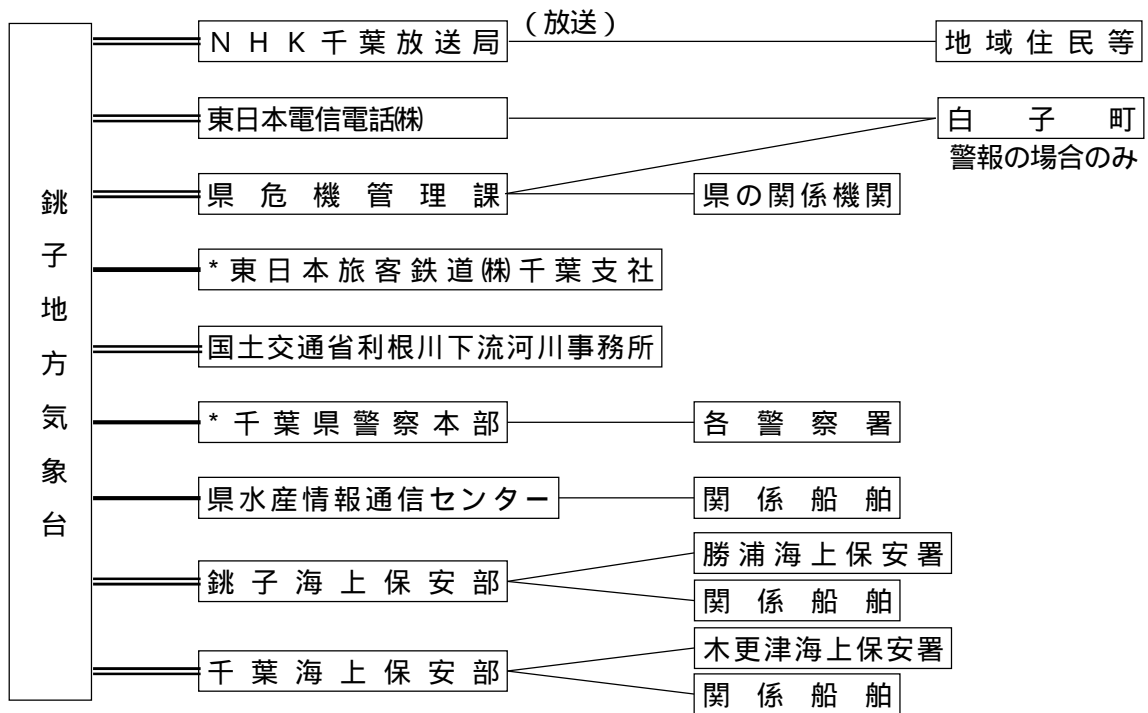 銚子地方気象台
NHK千葉放送局
(放送)
地域住民等
東日本電信電話㈱
白子町
警報の場合のみ
県危機管理課
県の関係機関
*東日本旅客鉄道㈱千葉支社
国土交通省利根川下流河川事務所
*千葉県警察本部
各警察署
県水産情報通信センター
関係船舶
銚子海上保安部
勝浦海上保安署
関係船舶
千葉海上保安部
木更津海上保安署
関係船舶